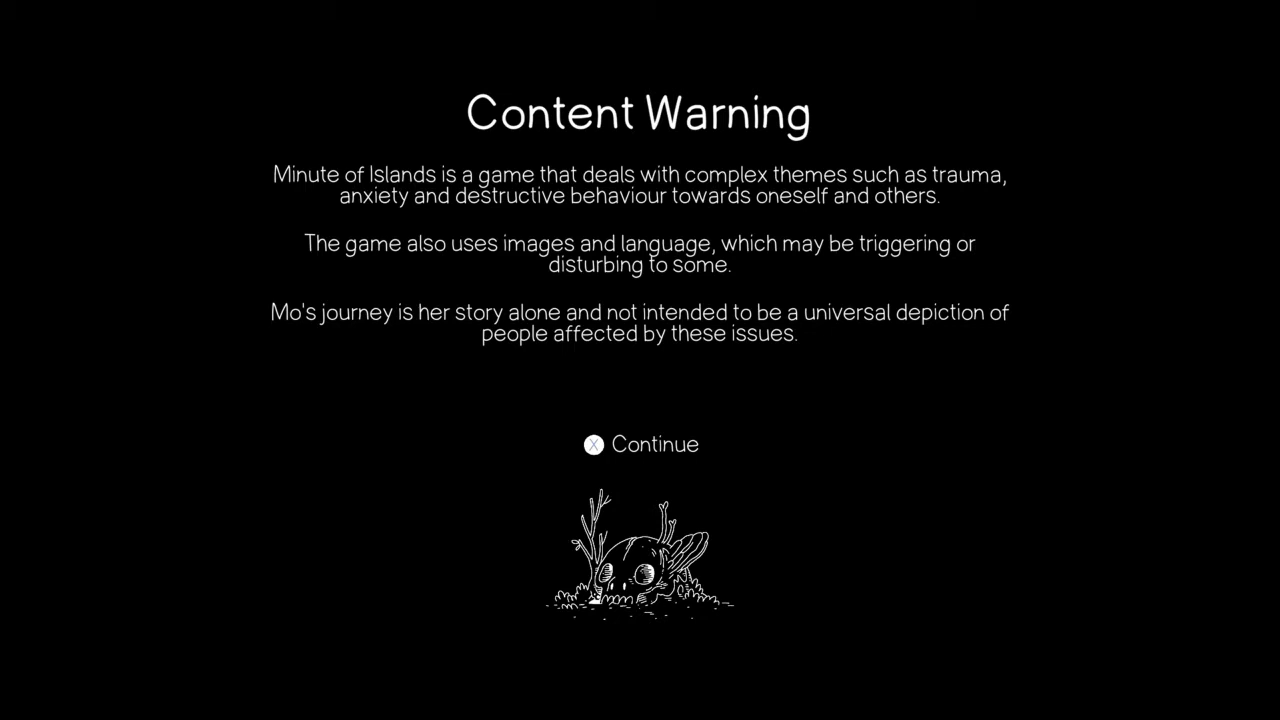 Content Warning
Minute of Islands is a game that deals with complex themes such as trauma,
anxiety and destructive behaviour towards oneself and others.
The game also uses images and language, which may be triggering or
disturbing to some.
Mo's journey is her story alone and not intended to be a universal depiction of
people affected by these issues.
X Continue